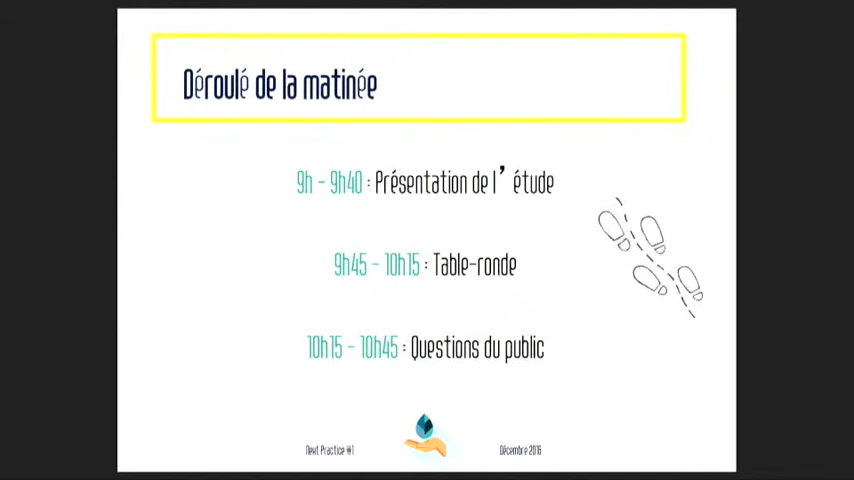 Déroulé de la matinée
9h - 9h40 : Présentation de l'étude
9h45 - 10h15 : Table-ronde
10h15 - 10h45 : Questions du public
Next Practice #1
Décembre 2016